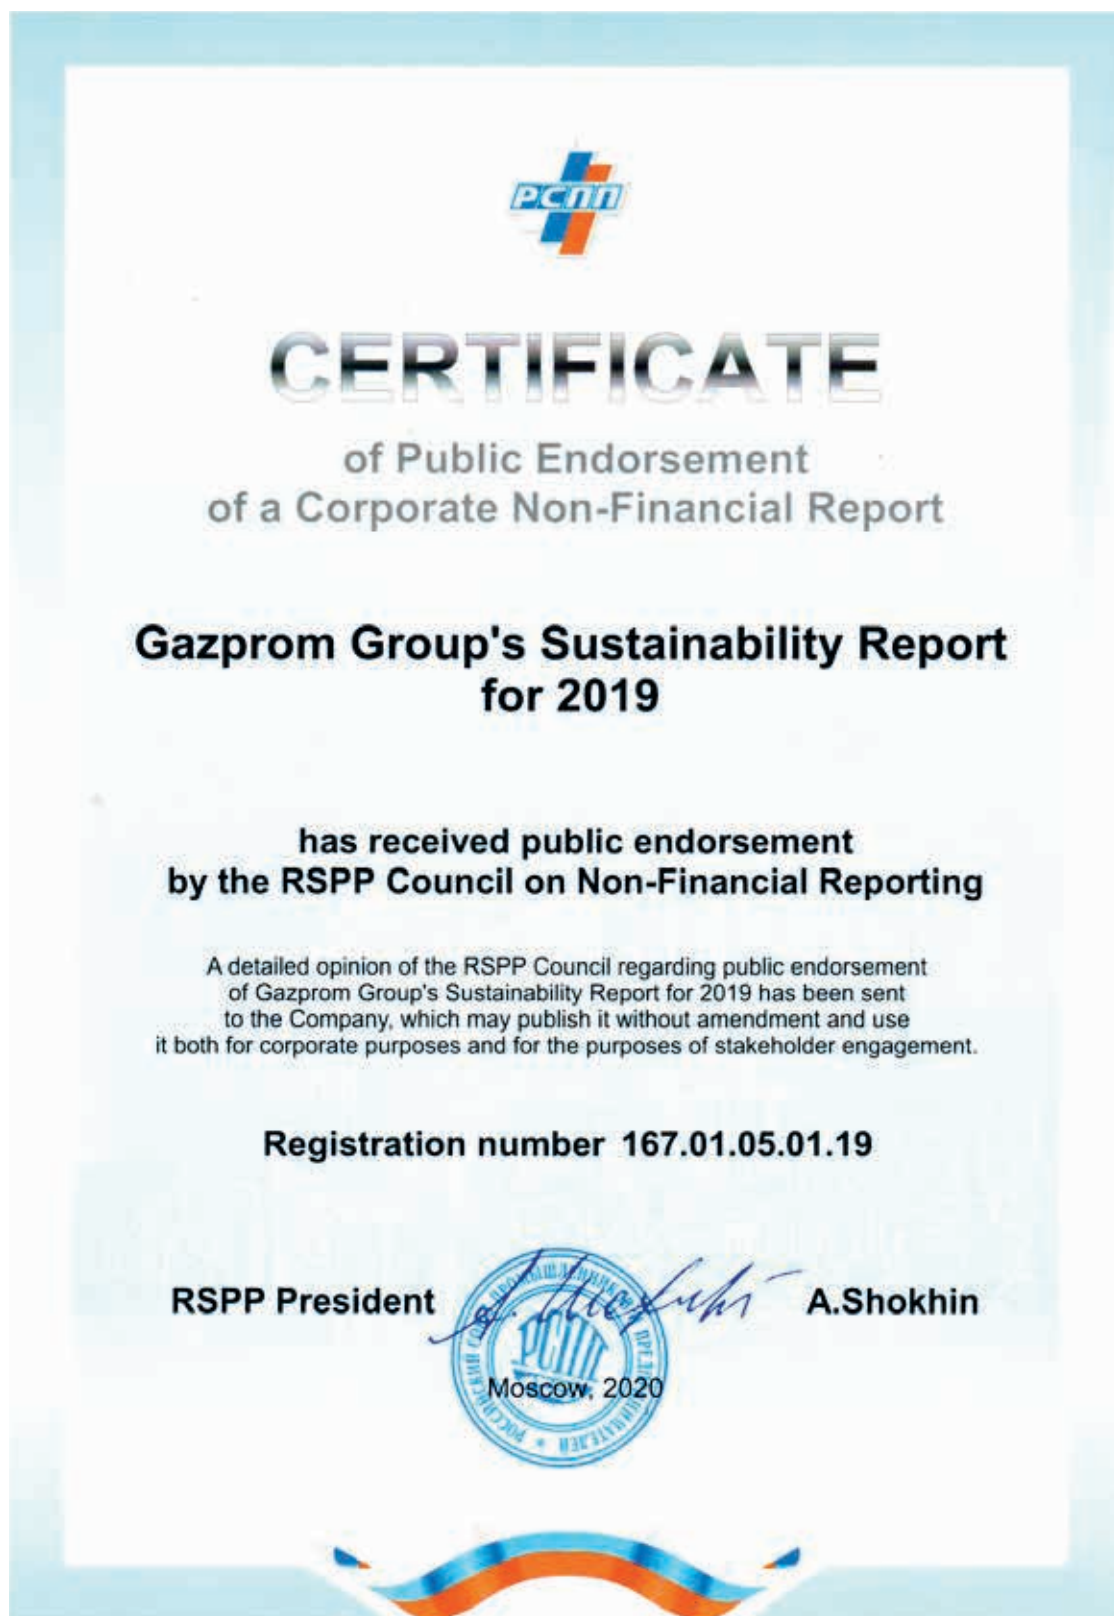 РСПП
CERTIFICATE
of Public Endorsement
of a Corporate Non-Financial Report
Gazprom Group's Sustainability Report
for 2019
has received public endorsement
by the RSPP Council on Non-Financial Reporting
A detailed opinion of the RSPP Council regarding public endorsement
of Gazprom Group's Sustainability Report for 2019 has been sent
to the Company, which may publish it without amendment and use
it both for corporate purposes and for the purposes of stakeholder engagement.
Registration number 167.01.05.01.19
RSPP President A.Shokhin
РОССИЙСКИЙ ПРОМЫШЛЕННИКОВ
РСПП
Moscow, 2020